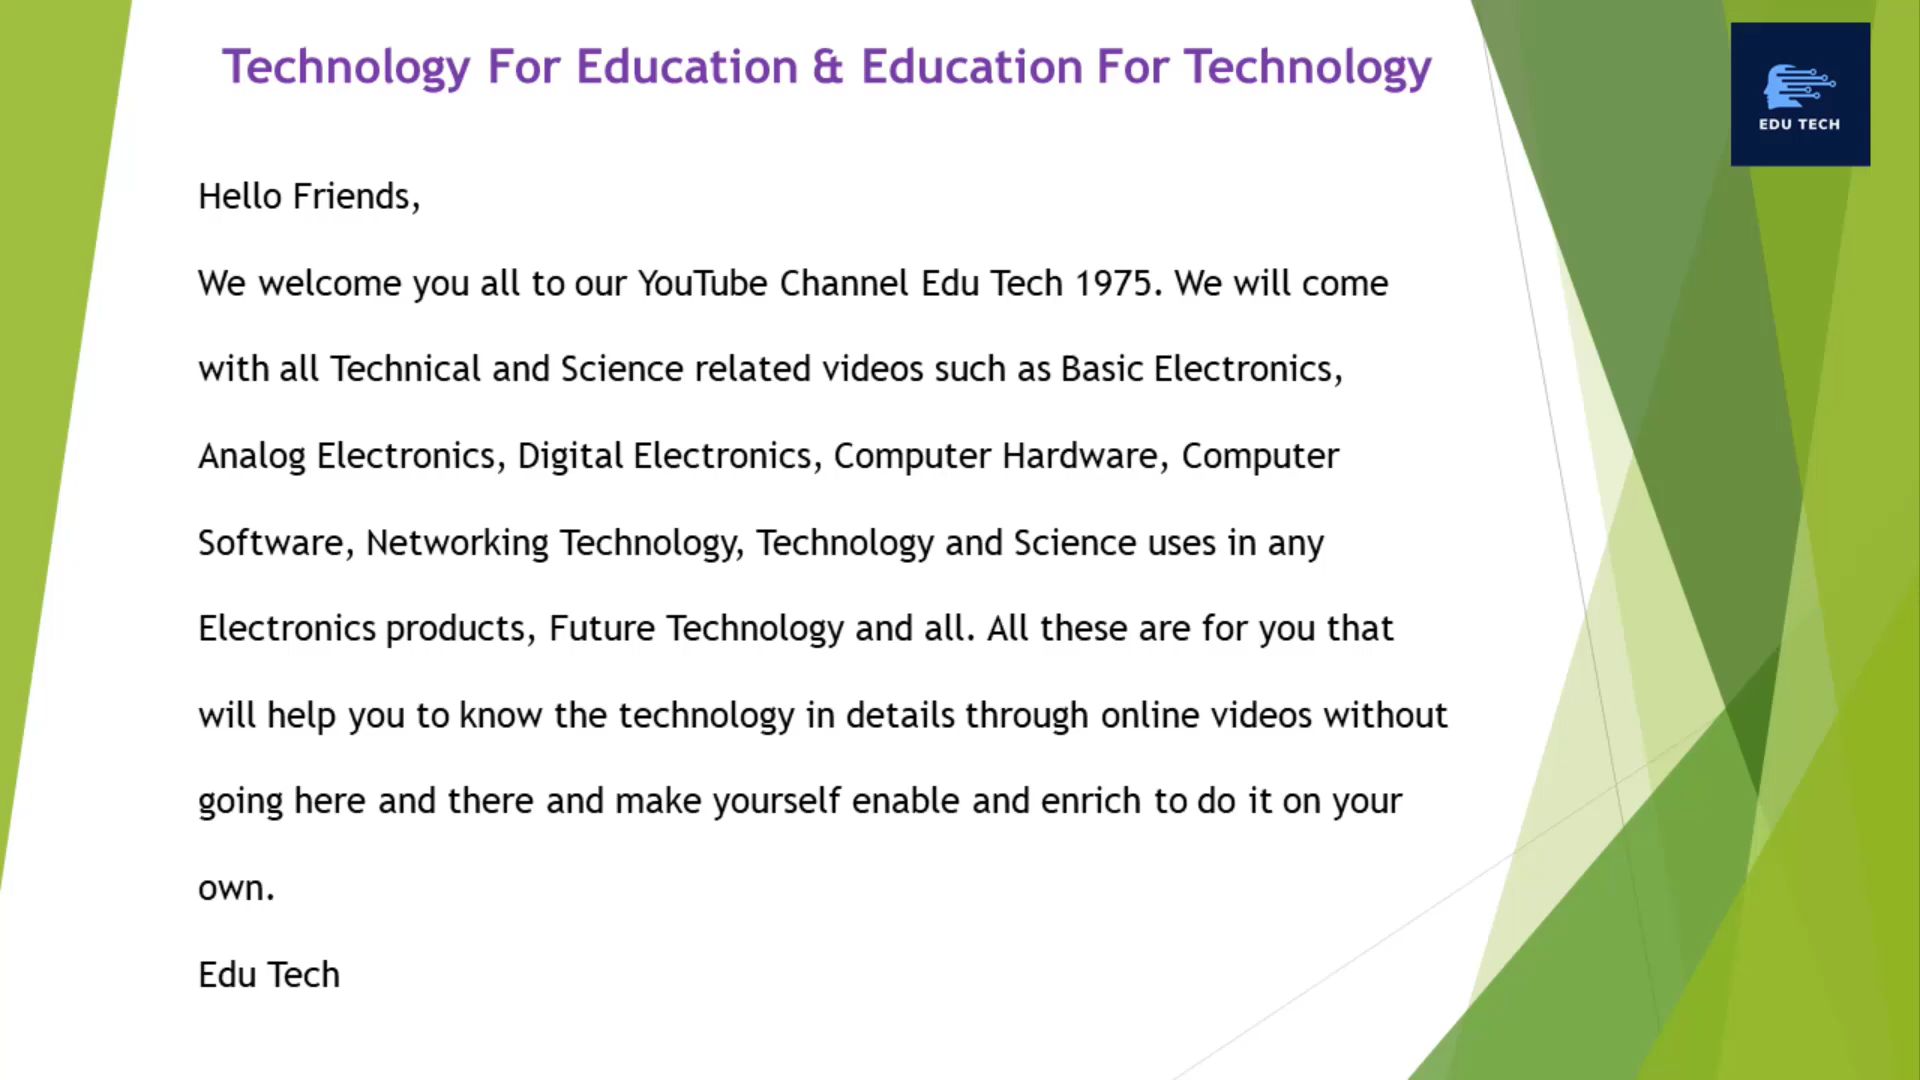 Technology For Education & Education For Technology
EDU TECH
Hello Friends,
We welcome you all to our YouTube Channel Edu Tech 1975. We will come
with all Technical and Science related videos such as Basic Electronics,
Analog Electronics, Digital Electronics, Computer Hardware, Computer
Software, Networking Technology, Technology and Science uses in any
Electronics products, Future Technology and all. All these are for you that
will help you to know the technology in details through online videos without
going here and there and make yourself enable and enrich to do it on your
own.
Edu Tech